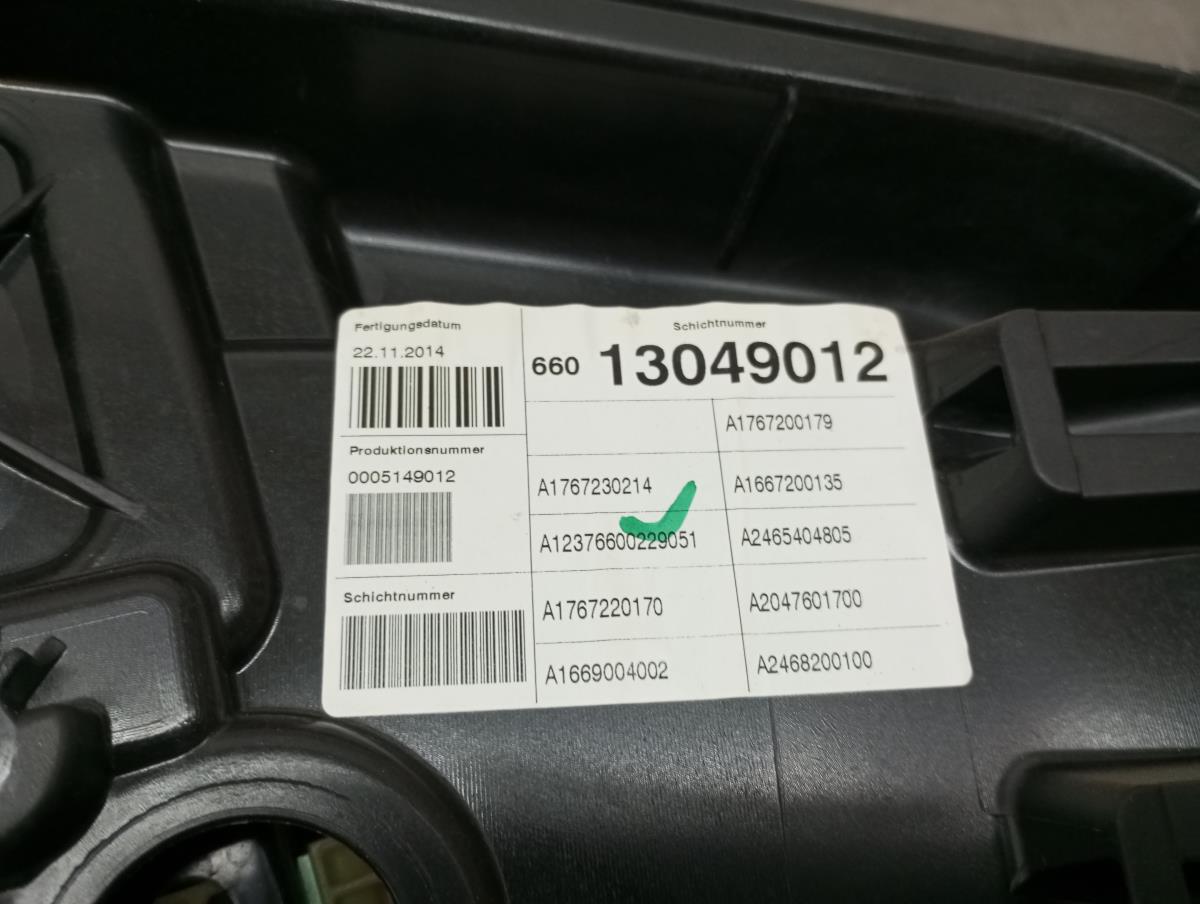 Fertigungsdatum
22.11.2014
Produktionsnummer
0005149012
Schichtnummer
Schichtnummer
660 13049012
A1767200179
A1767230214 A1667200135
A12376600229051 A2465404805
A1767220170 A2047601700
A1669004002 A2468200100